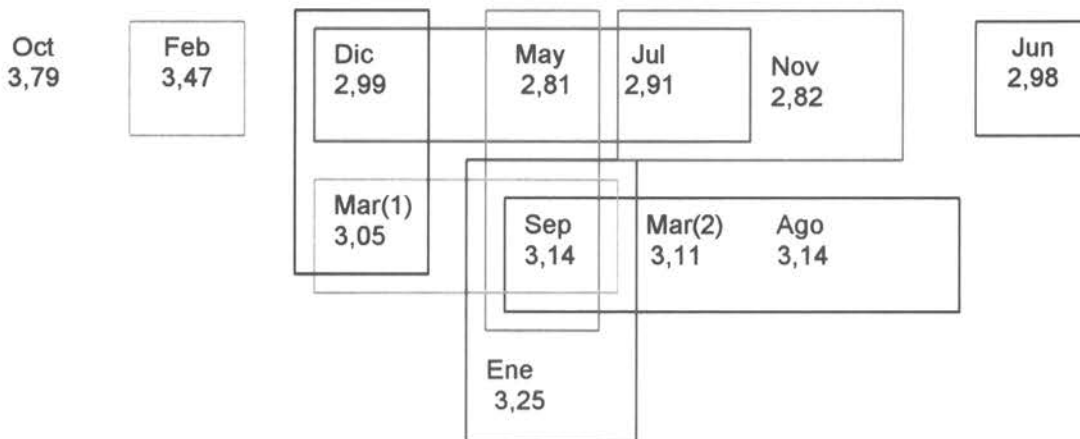 Oct
3,79
Feb
3,47
Dic
2,99
May
2,81
Jul
2,91
Nov
2,82
Jun
2,98
Mar(1)
3,05
Sep
3,14
Mar(2)
3,11
Ago
3,14
Ene
3,25